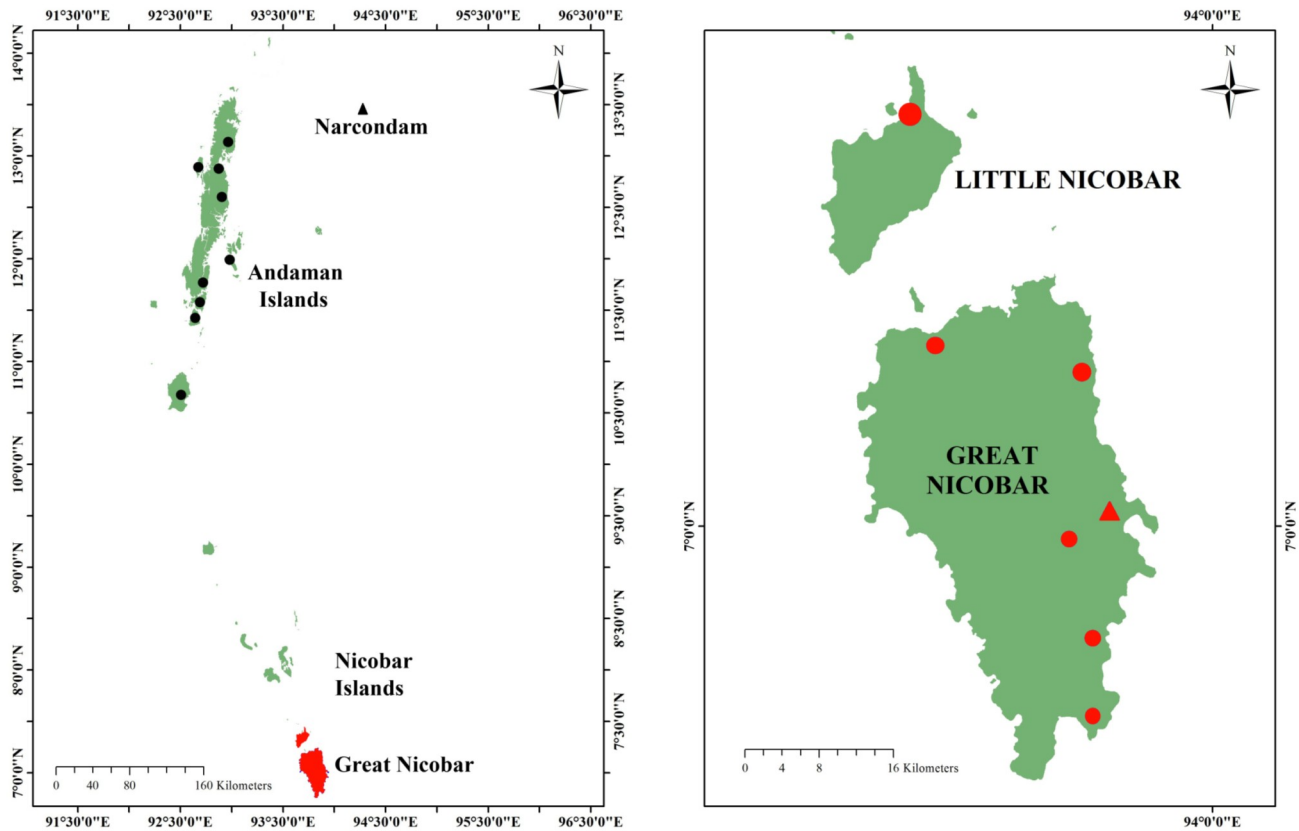 91°30'0"E 92°30'0"E 93°30'0"E 94°30'0"E 95°30'0"E 96°30'0"E
14°0'0"N
13°0'0"N
12°0'0"N
11°0'0"N
10°0'0"N
9°0'0"N
8°0'0"N
7°0'0"N
N
Narcondam
Andaman
Islands
Nicobar
Islands
Great Nicobar
0 40 80 160 Kilometers
13°30'0"N
12°30'0"N
11°30'0"N
10°30'0"N
9°30'0"N
8°30'0"N
7°30'0"N
91°30'0"E 92°30'0"E 93°30'0"E 94°30'0"E 95°30'0"E 96°30'0"E
94°0'0"E
N
LITTLE NICOBAR
GREAT
NICOBAR
7°0'0"N
7°0'0"N
0 4 8 16 Kilometers
94°0'0"E